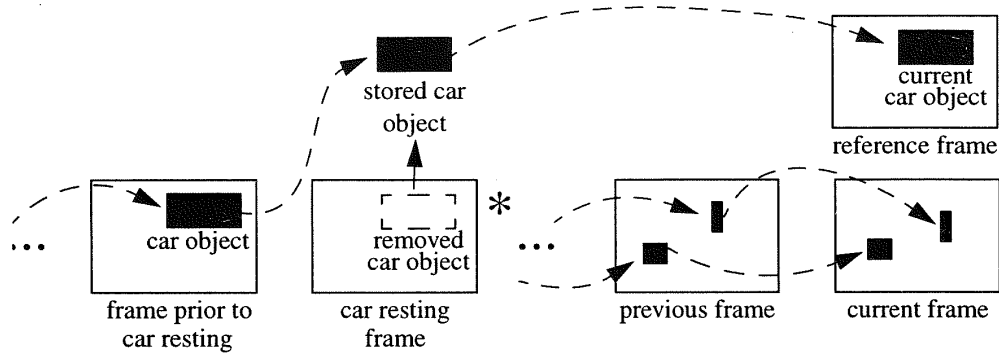 stored car
object
current
car object
reference frame
car object
removed
car object
*
...
...
frame prior to
car resting
car resting
frame
previous frame
current frame